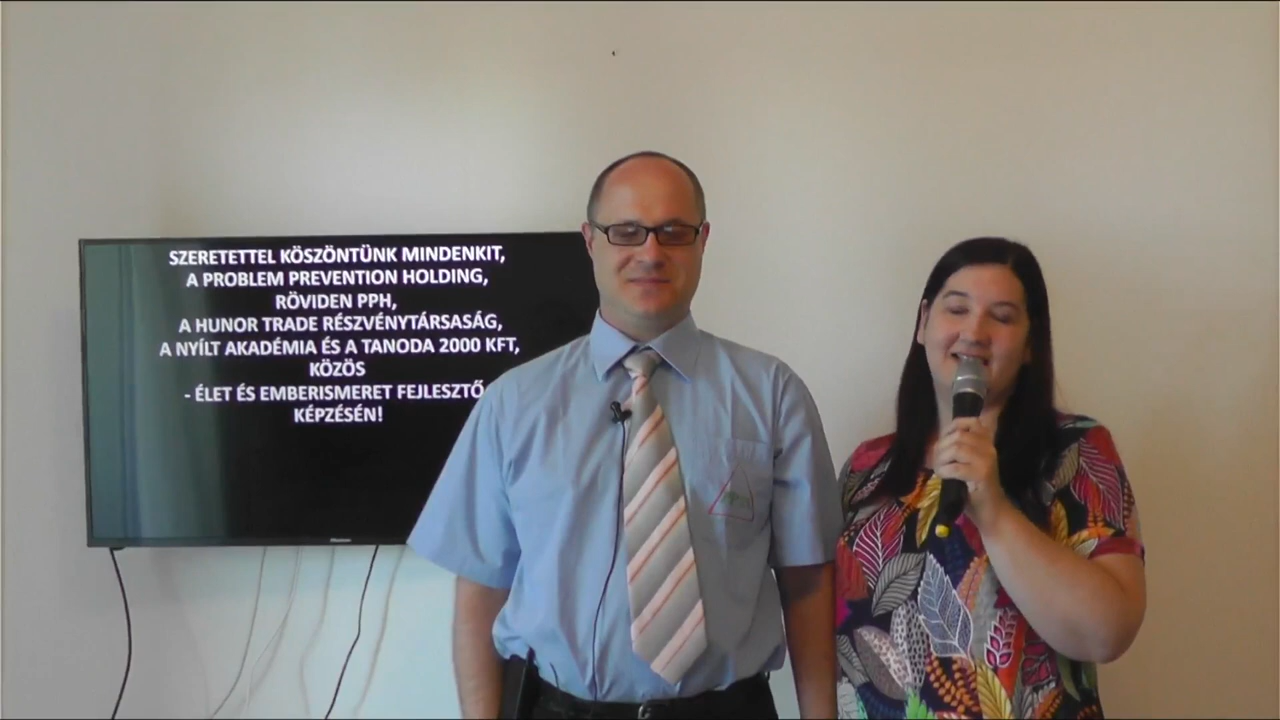 SZERETETTEL KÖSZÖNTÜNK MINDENKIT,
A PROBLEM PREVENTION HOLDING,
RÖVIDEN PPH,
A HUNOR TRADE RÉSZVÉNYTÁRSASÁG,
A NYÍLT AKADÉMIA ÉS A TANODA 2000 KFT,
KÖZÖS
- ÉLET ÉS EMBERISMERET FEJLESZTŐ
KÉPZÉSÉN!
Hisense